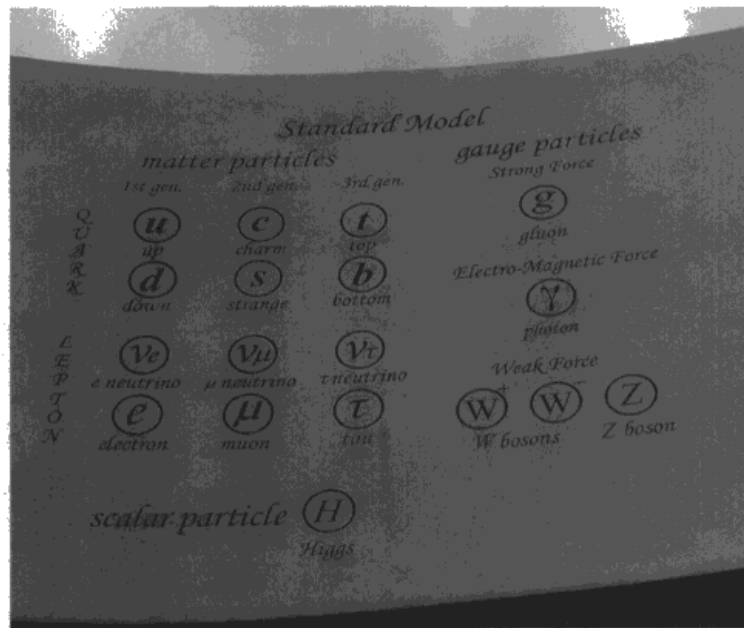 Standard Model
matter particles
1st gen. 2nd gen. 3rd gen.
QUARK
u c t
up charm top
d s b
down strange bottom
LEPTON
νe νμ ντ
e neutrino μ neutrino τ neutrino
e μ τ
electron muon tau
scalar particle H
Higgs
gauge particles
Strong Force
g
gluon
Electro-Magnetic Force
γ
photon
Weak Force
W+ W− Z
W bosons Z boson